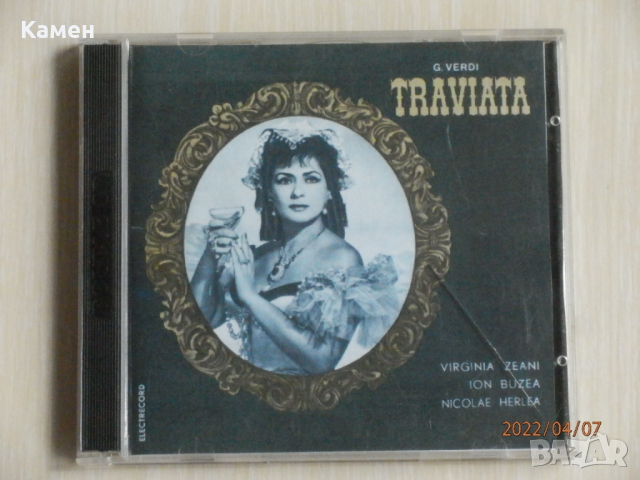 Камен
G. VERDI
TRAVIATA
VIRGINIA ZEANI
ION BUZEA
NICOLAE HERLEA
ELECTRECORD
2022/04/07
BAZAR